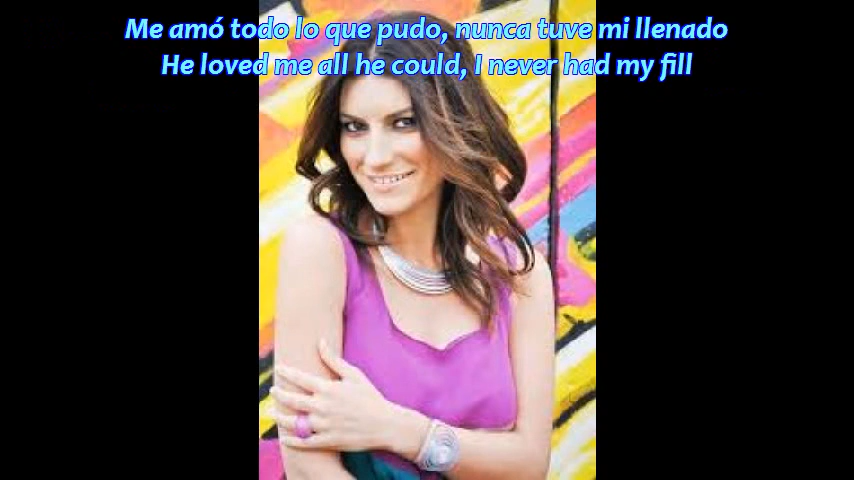 Me amó todo lo que pudo, nunca tuve mi llenado
He loved me all he could, I never had my fill